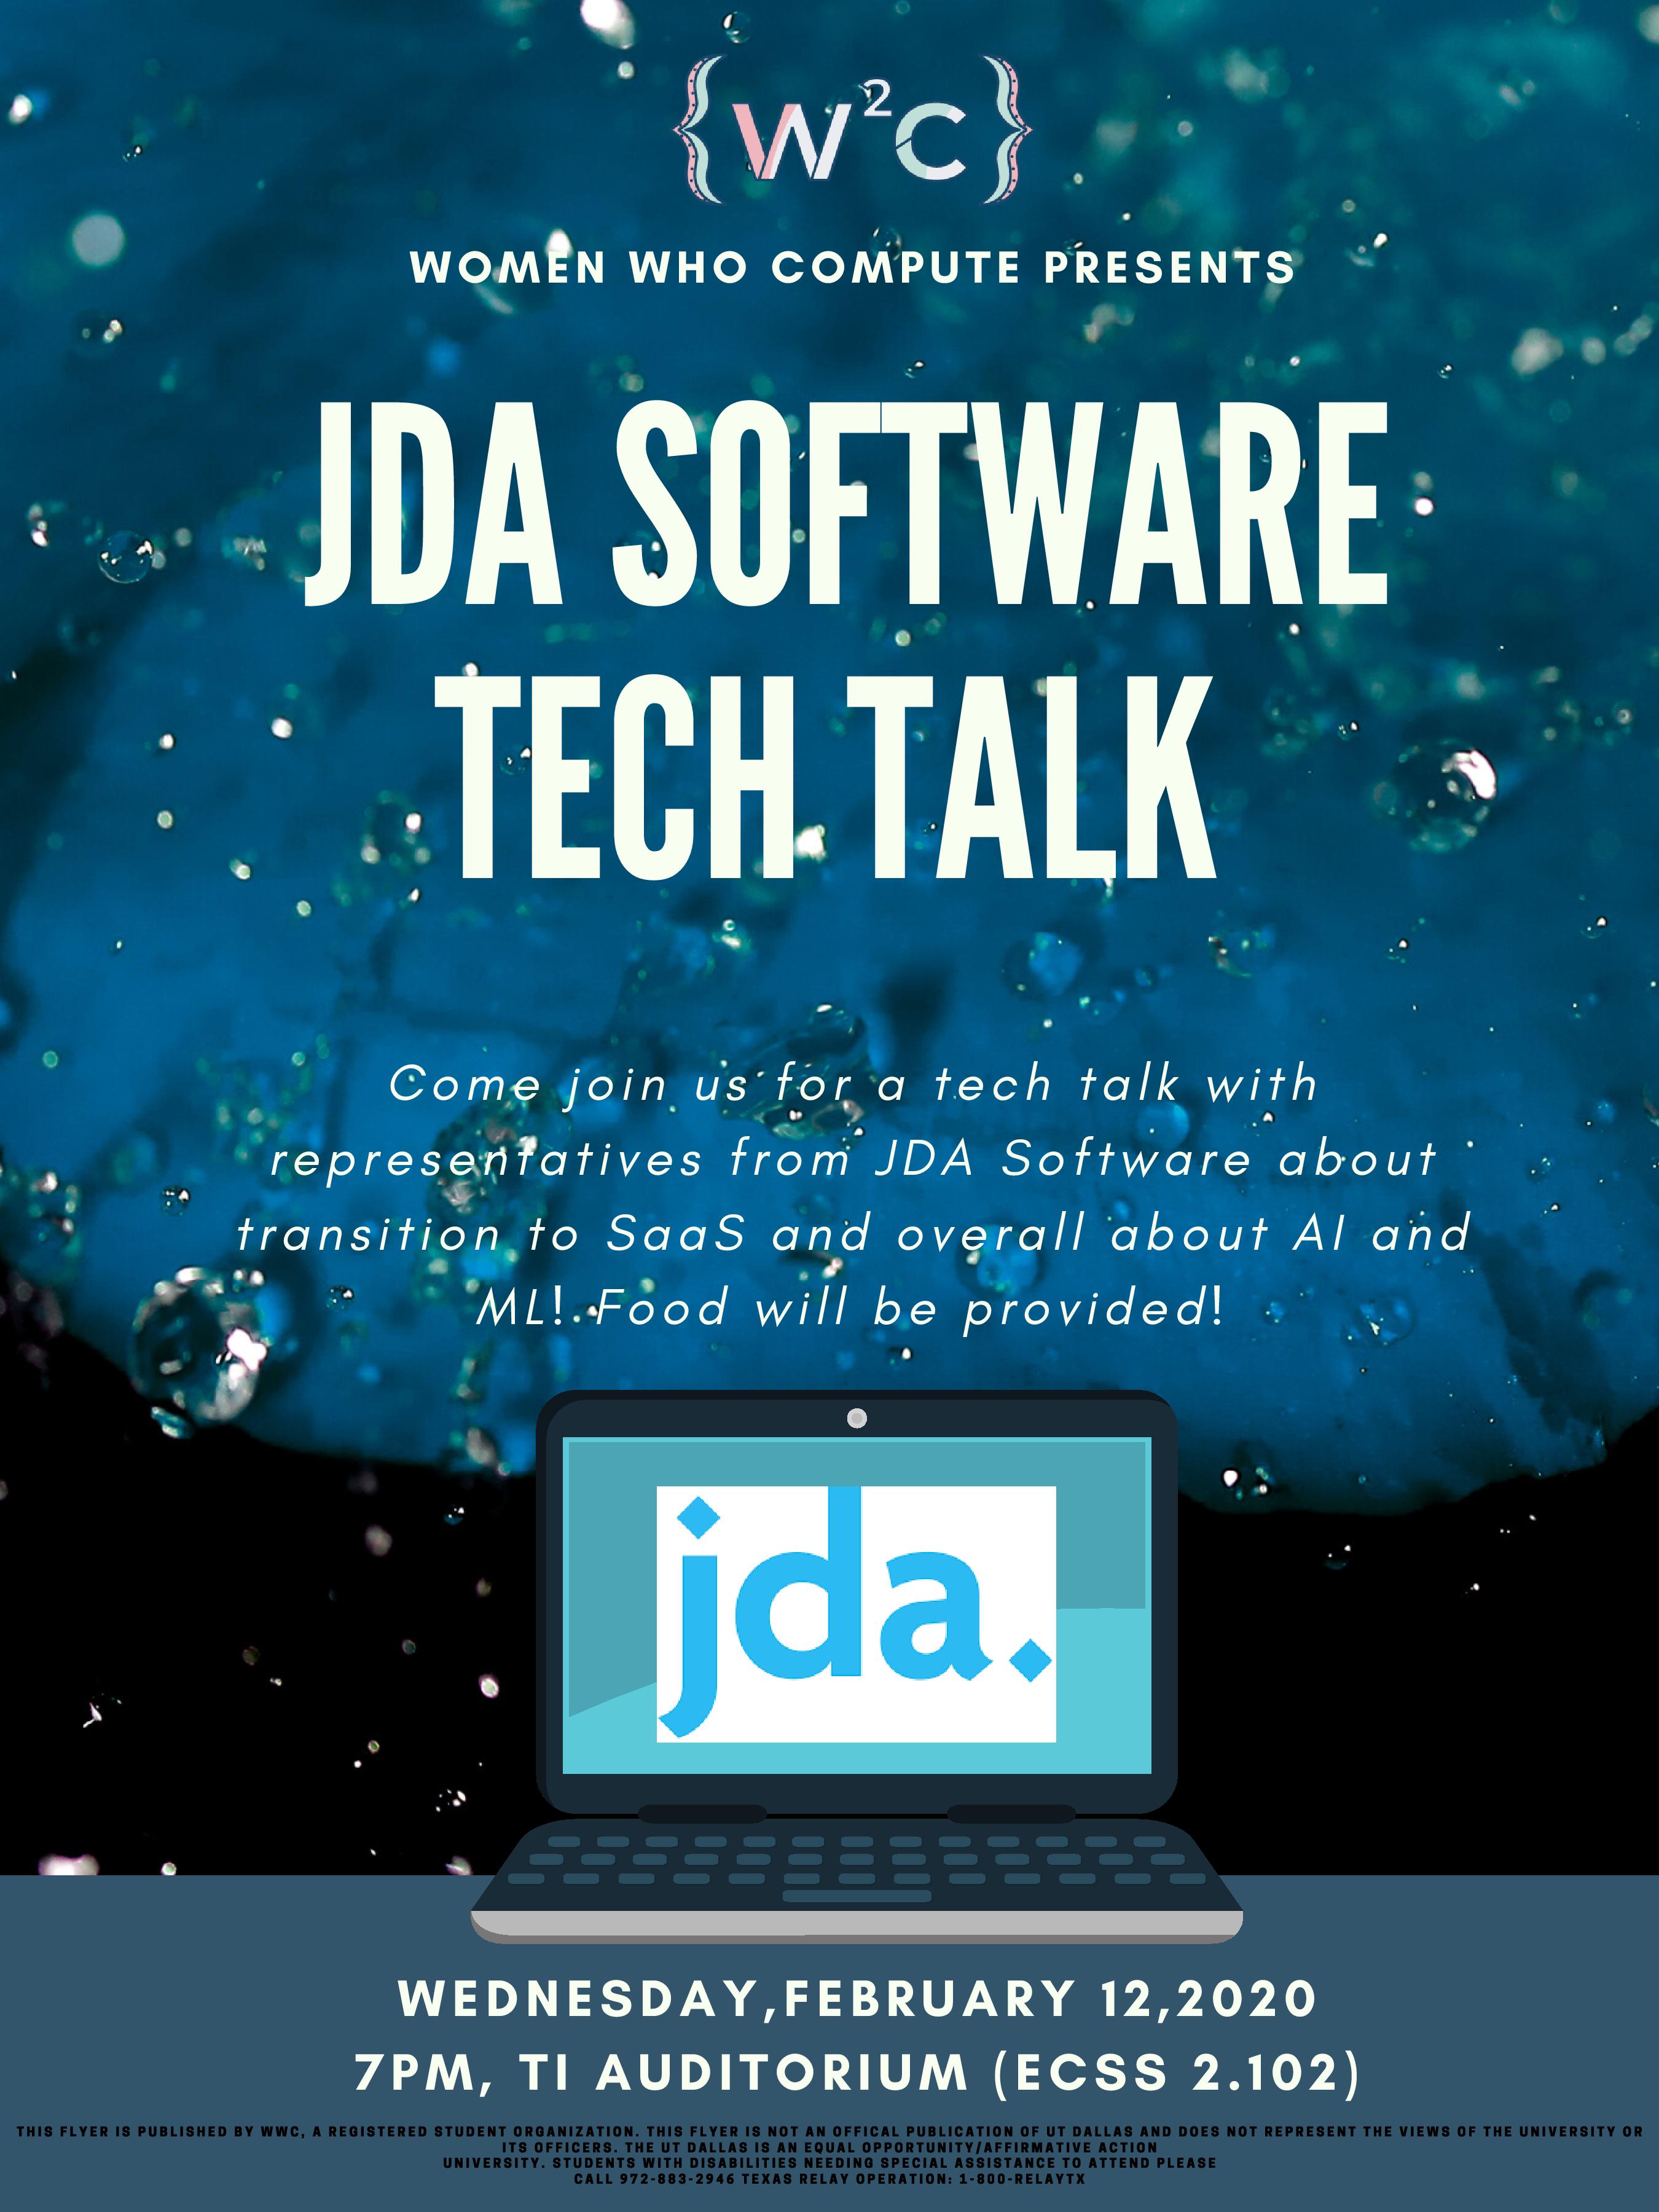 {W²C}
WOMEN WHO COMPUTE PRESENTS
JDA SOFTWARE
TECH TALK
Come join us for a tech talk with
representatives from JDA Software about
transition to SaaS and overall about AI and
ML! Food will be provided!
jda.
WEDNESDAY,FEBRUARY 12,2020
7PM, TI AUDITORIUM (ECSS 2.102)
THIS FLYER IS PUBLISHED BY WWC, A REGISTERED STUDENT ORGANIZATION. THIS FLYER IS NOT AN OFFICAL PUBLICATION OF UT DALLAS AND DOES NOT REPRESENT THE VIEWS OF THE UNIVERSITY OR
ITS OFFICERS. THE UT DALLAS IS AN EQUAL OPPORTUNITY/AFFIRMATIVE ACTION
UNIVERSITY. STUDENTS WITH DISABILITIES NEEDING SPECIAL ASSISTANCE TO ATTEND PLEASE
CALL 972-883-2946 TEXAS RELAY OPERATION: 1-800-RELAYTX